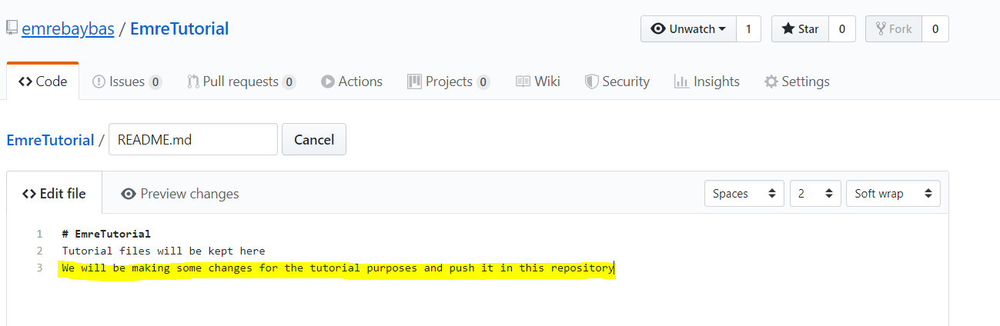 emrebaybas / EmreTutorial
Unwatch 1 Star 0 Fork 0
Code Issues 0 Pull requests 0 Actions Projects 0 Wiki Security Insights Settings
EmreTutorial / README.md Cancel
Edit file Preview changes Spaces 2 Soft wrap
1 # EmreTutorial
2 Tutorial files will be kept here
3 We will be making some changes for the tutorial purposes and push it in this repository